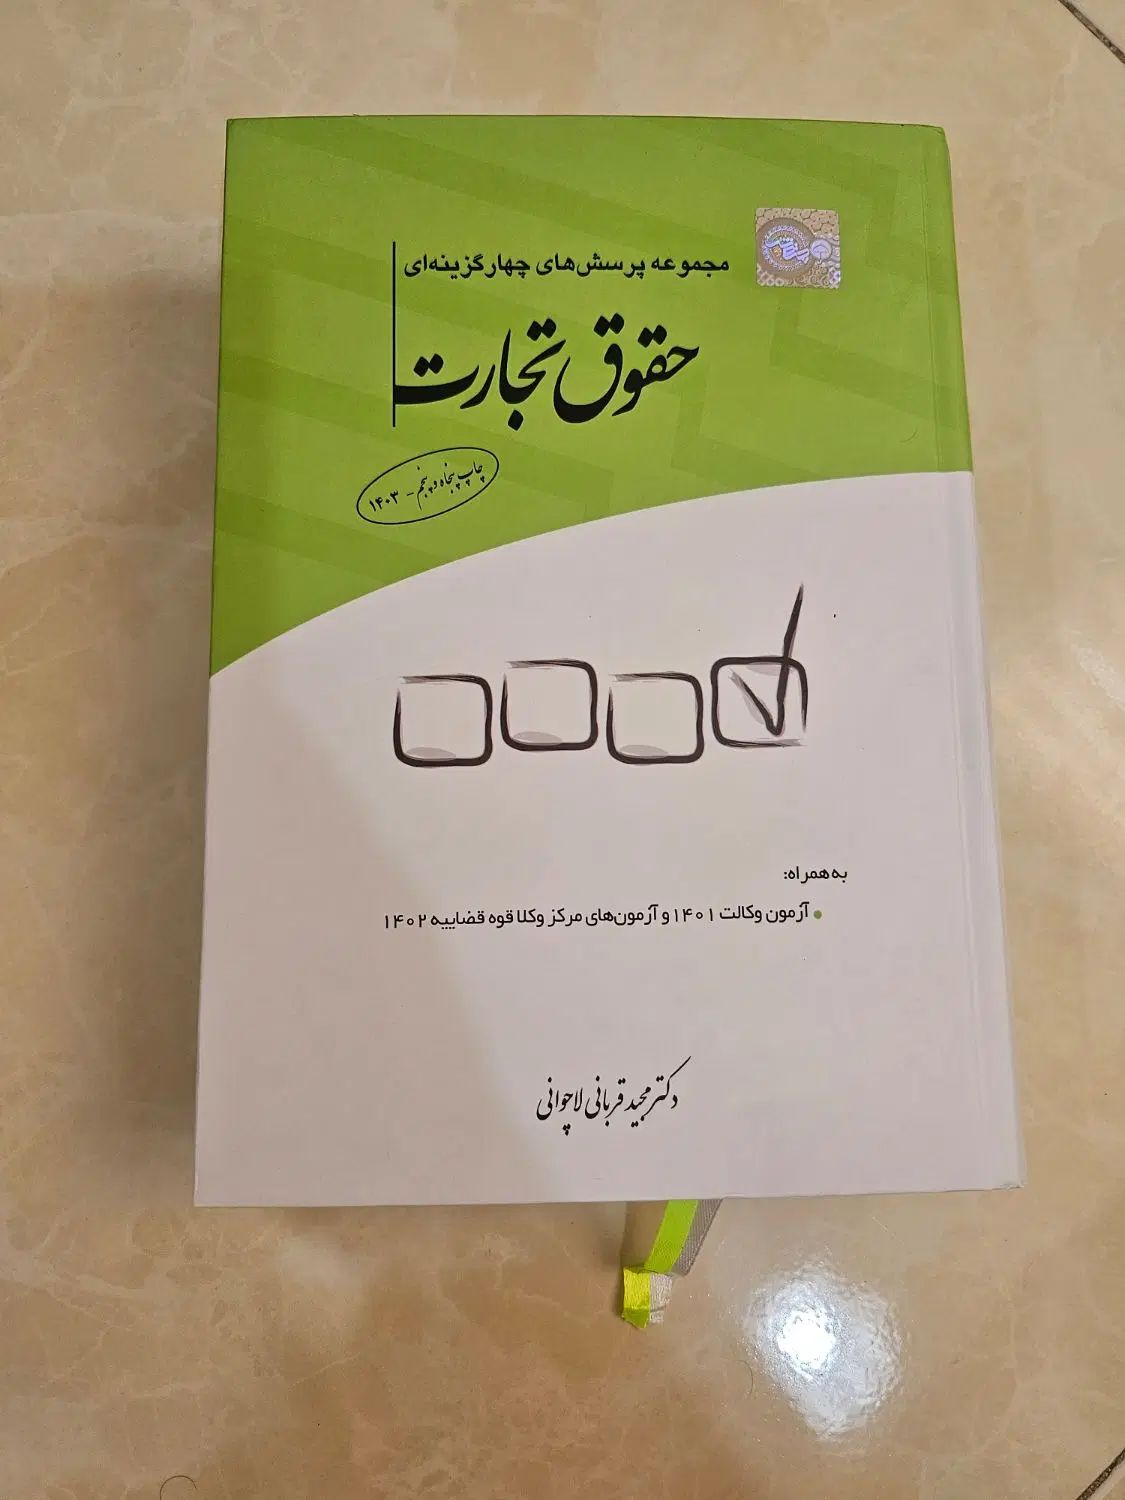 مجموعه پرسش‌های چهارگزینه‌ای
حقوق تجارت
چاپ پنجاه و پنجم - ۱۴۰۳
به همراه:
• آزمون وکالت ۱۴۰۱ و آزمون‌های مرکز وکلا قوه قضاییه ۱۴۰۲
دکتر مجید قربانی لاچوانی